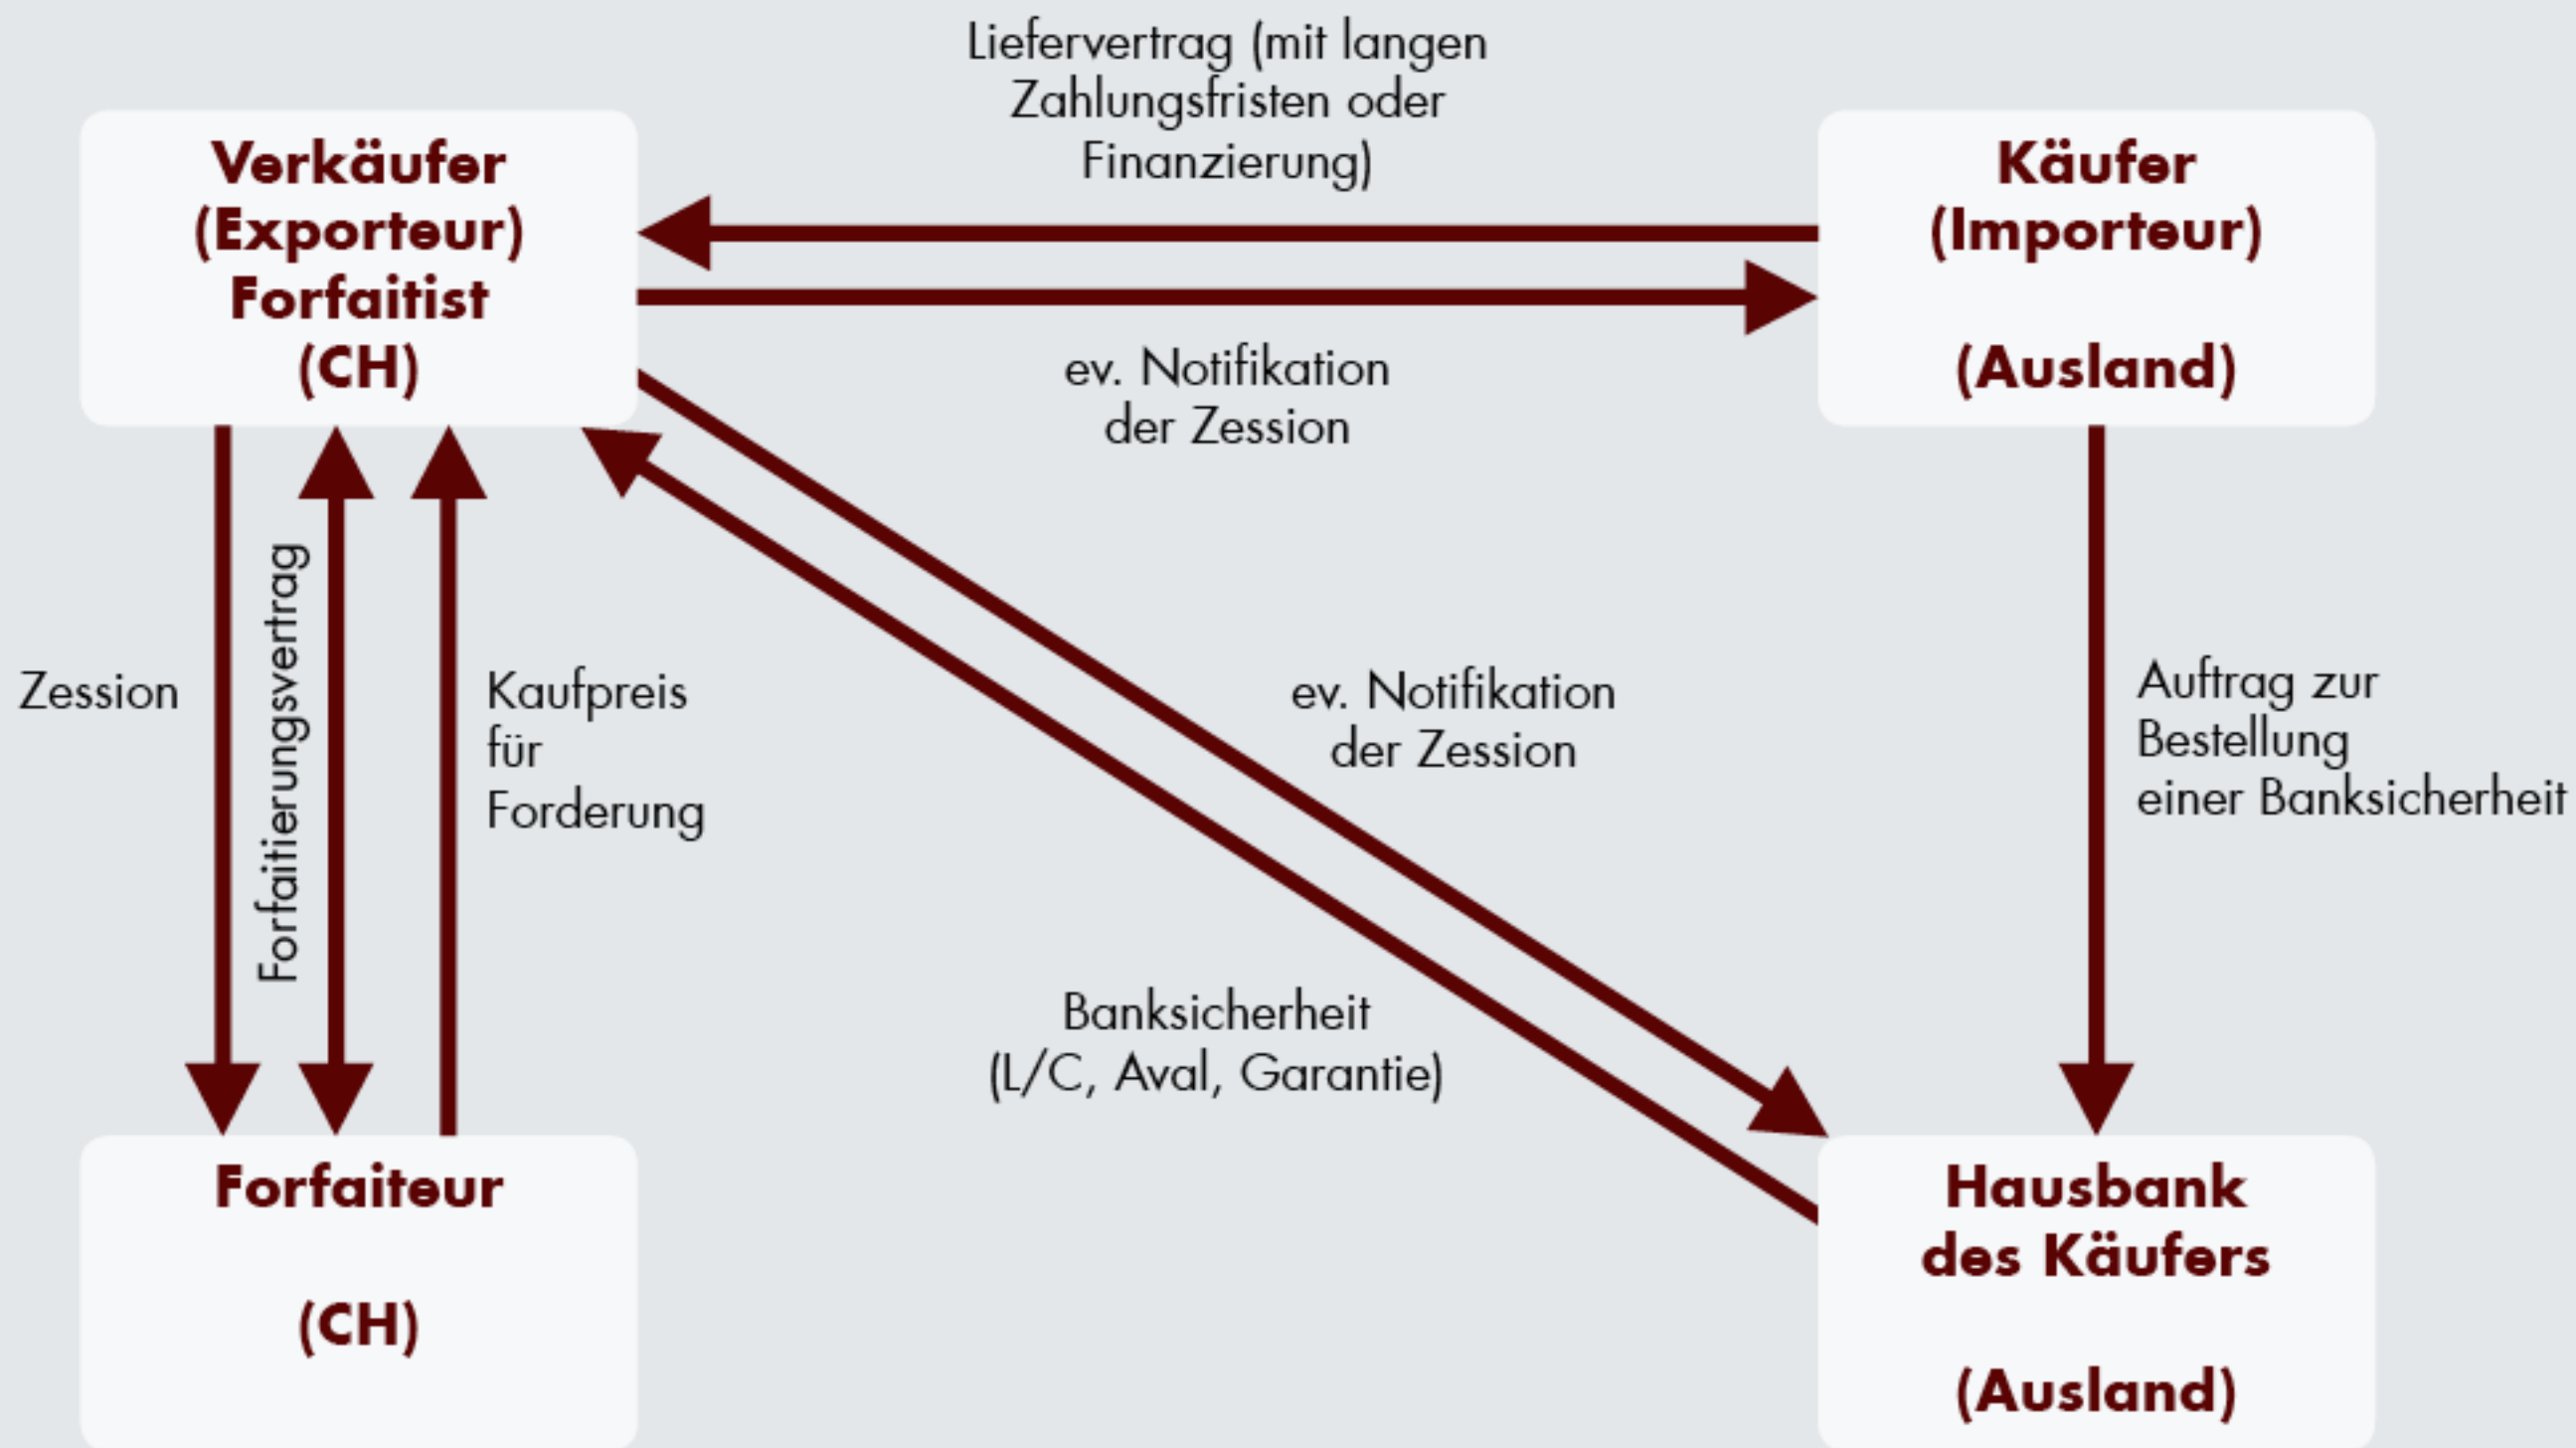 Liefervertrag (mit langen
Zahlungsfristen oder
Finanzierung)
Verkäufer
(Exporteur)
Forfaitist
(CH)
Käufer
(Importeur)
(Ausland)
ev. Notifikation
der Zession
Zession
Forfaitierungsvertrag
Kaufpreis
für
Forderung
ev. Notifikation
der Zession
Auftrag zur
Bestellung
einer Banksicherheit
Banksicherheit
(L/C, Aval, Garantie)
Forfaiteur
(CH)
Hausbank
des Käufers
(Ausland)